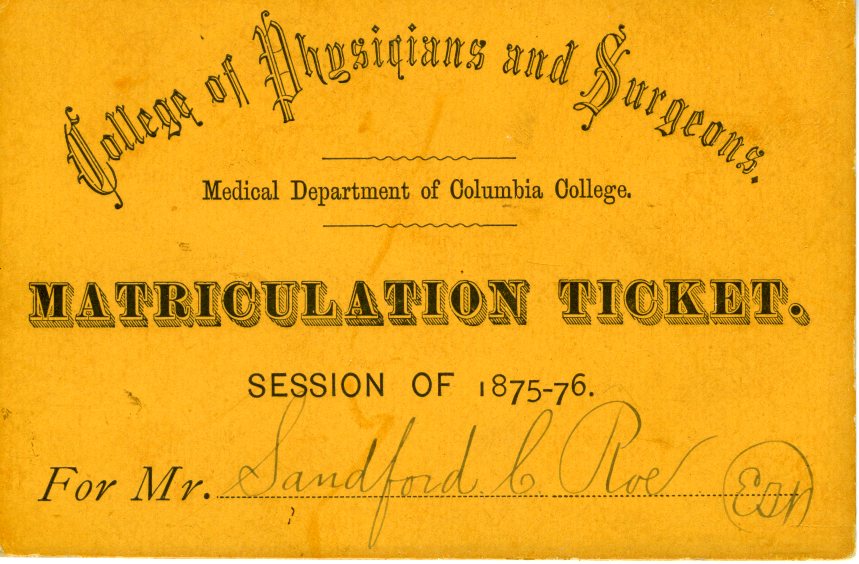 College of Physicians and Surgeons.
Medical Department of Columbia College.
MATRICULATION TICKET.
SESSION OF 1875-76.
For Mr. Sandford C. Roe